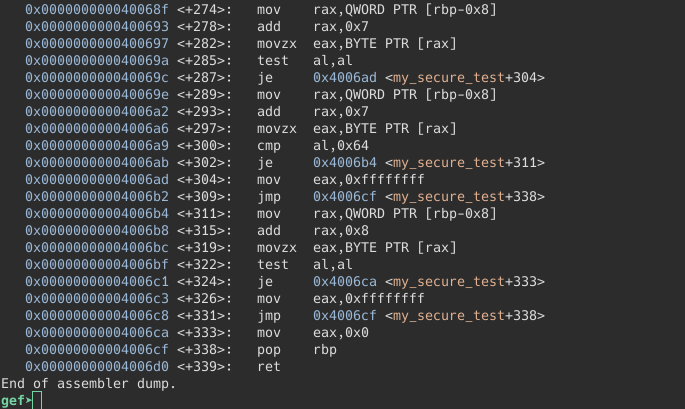 0x000000000040068f <+274>: mov rax,QWORD PTR [rbp-0x8]
0x0000000000400693 <+278>: add rax,0x7
0x0000000000400697 <+282>: movzx eax,BYTE PTR [rax]
0x000000000040069a <+285>: test al,al
0x000000000040069c <+287>: je 0x4006ad <my_secure_test+304>
0x000000000040069e <+289>: mov rax,QWORD PTR [rbp-0x8]
0x00000000004006a2 <+293>: add rax,0x7
0x00000000004006a6 <+297>: movzx eax,BYTE PTR [rax]
0x00000000004006a9 <+300>: cmp al,0x64
0x00000000004006ab <+302>: je 0x4006b4 <my_secure_test+311>
0x00000000004006ad <+304>: mov eax,0xffffffff
0x00000000004006b2 <+309>: jmp 0x4006cf <my_secure_test+338>
0x00000000004006b4 <+311>: mov rax,QWORD PTR [rbp-0x8]
0x00000000004006b8 <+315>: add rax,0x8
0x00000000004006bc <+319>: movzx eax,BYTE PTR [rax]
0x00000000004006bf <+322>: test al,al
0x00000000004006c1 <+324>: je 0x4006ca <my_secure_test+333>
0x00000000004006c3 <+326>: mov eax,0xffffffff
0x00000000004006c8 <+331>: jmp 0x4006cf <my_secure_test+338>
0x00000000004006ca <+333>: mov eax,0x0
0x00000000004006cf <+338>: pop rbp
0x00000000004006d0 <+339>: ret
End of assembler dump.
gef➤